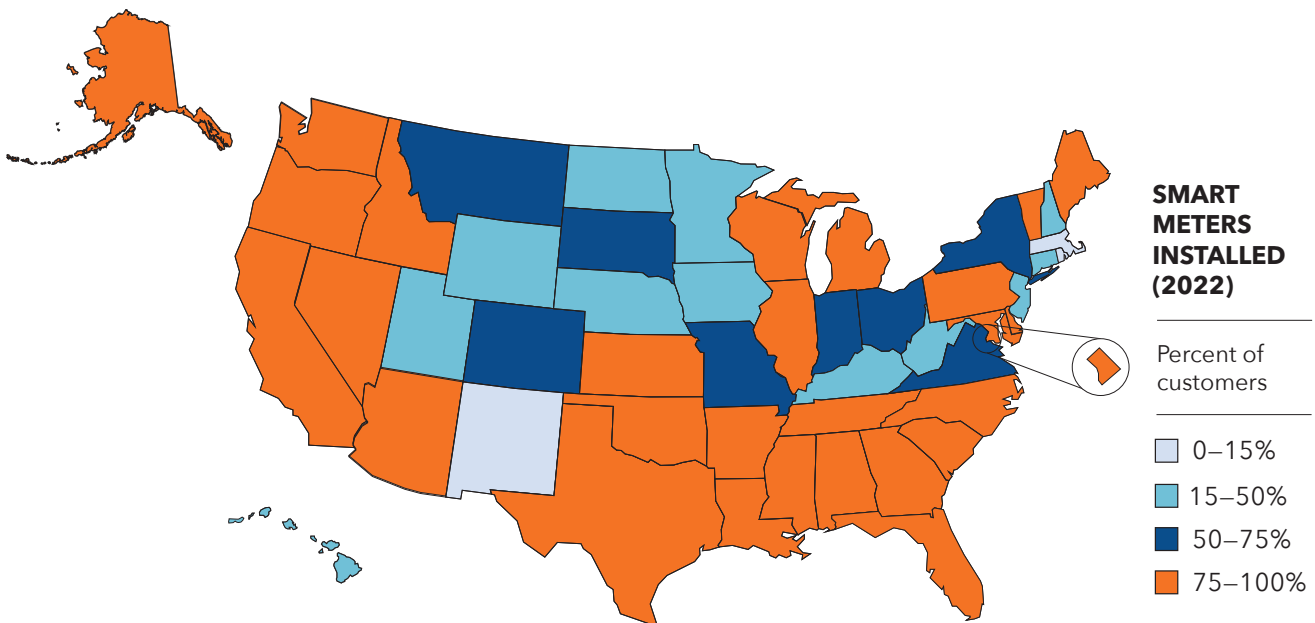 SMART
METERS
INSTALLED
(2022)
Percent of
customers
0–15%
15–50%
50–75%
75–100%